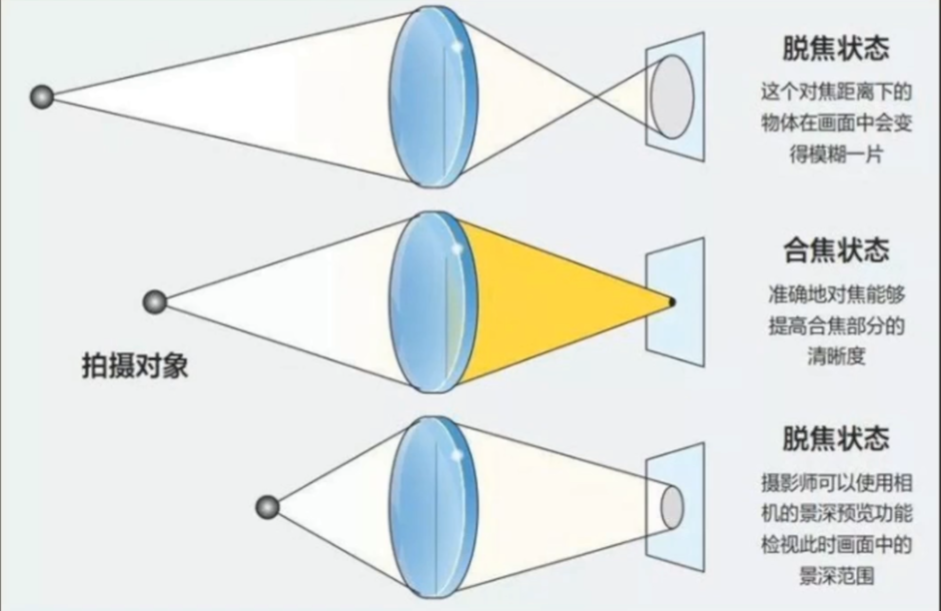 脱焦状态
这个对焦距离下的
物体在画面中会变
得模糊一片
合焦状态
准确地对焦能够
提高合焦部分的
清晰度
拍摄对象
脱焦状态
摄影师可以使用相
机的景深预览功能
检视此时画面中的
景深范围